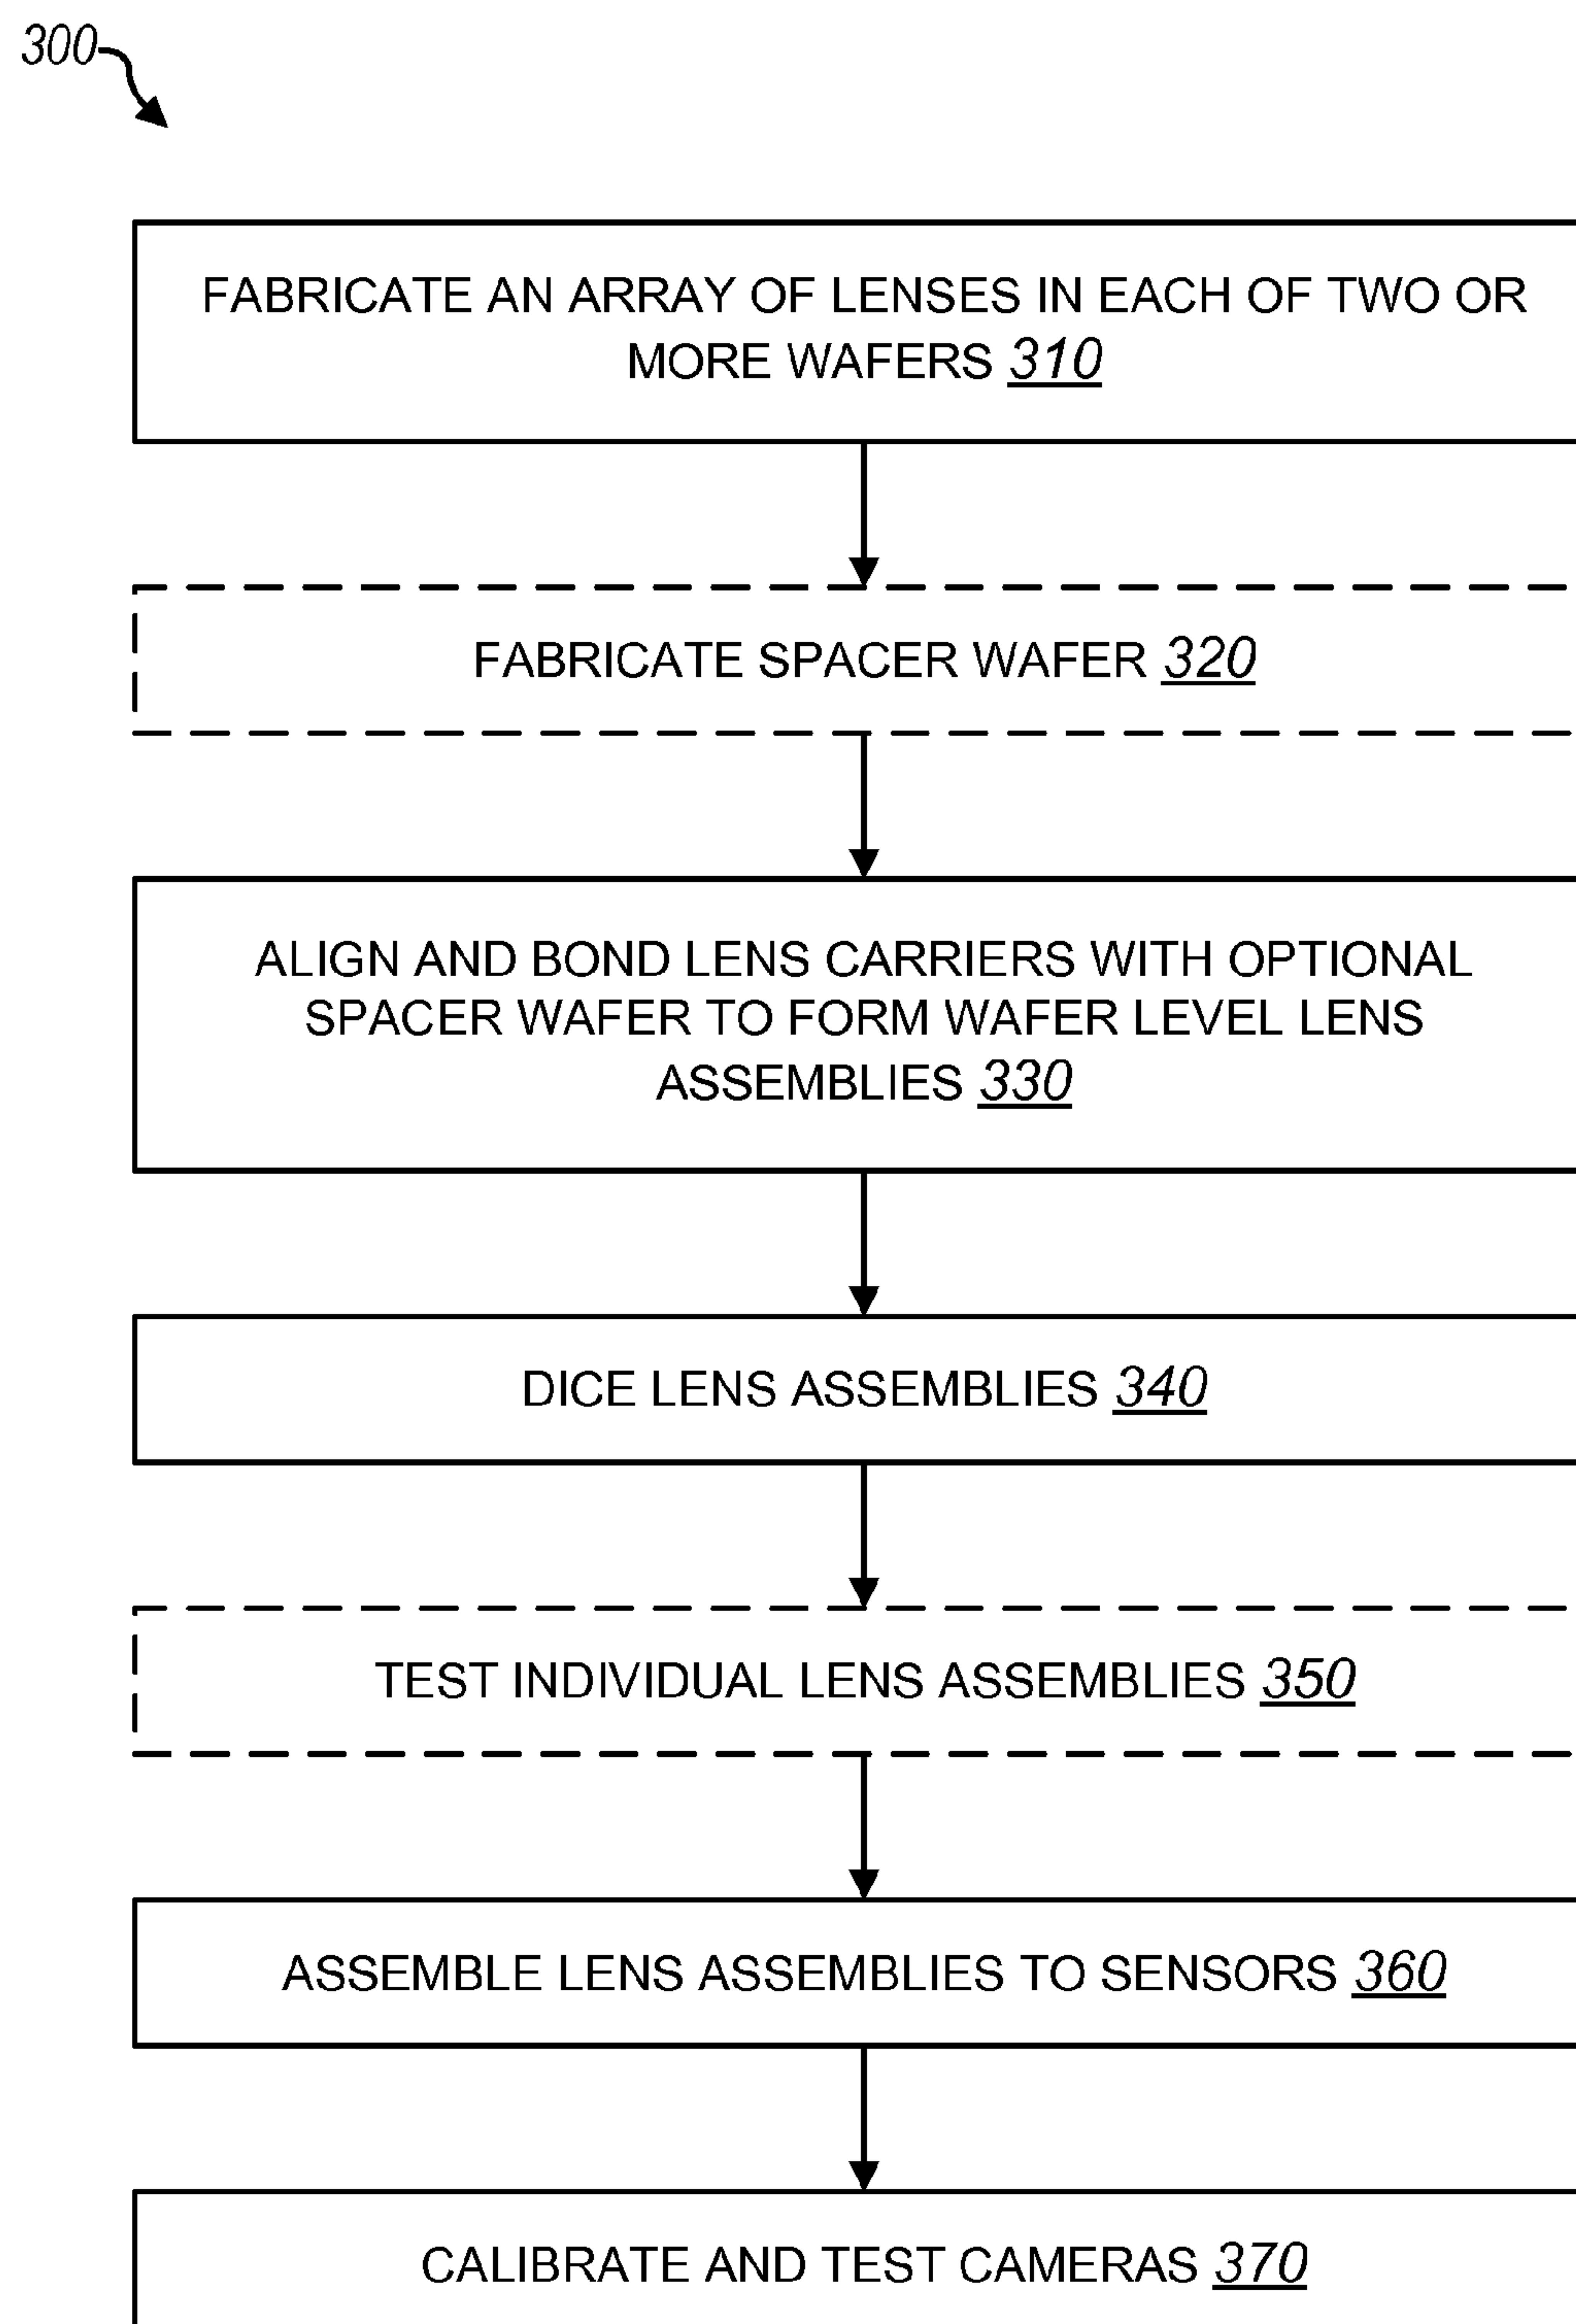 300
FABRICATE AN ARRAY OF LENSES IN EACH OF TWO OR
MORE WAFERS 310
FABRICATE SPACER WAFER 320
ALIGN AND BOND LENS CARRIERS WITH OPTIONAL
SPACER WAFER TO FORM WAFER LEVEL LENS
ASSEMBLIES 330
DICE LENS ASSEMBLIES 340
TEST INDIVIDUAL LENS ASSEMBLIES 350
ASSEMBLE LENS ASSEMBLIES TO SENSORS 360
CALIBRATE AND TEST CAMERAS 370